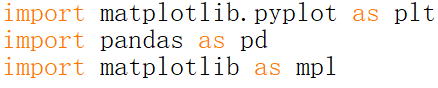 import matplotlib.pyplot as plt
import pandas as pd
import matplotlib as mpl